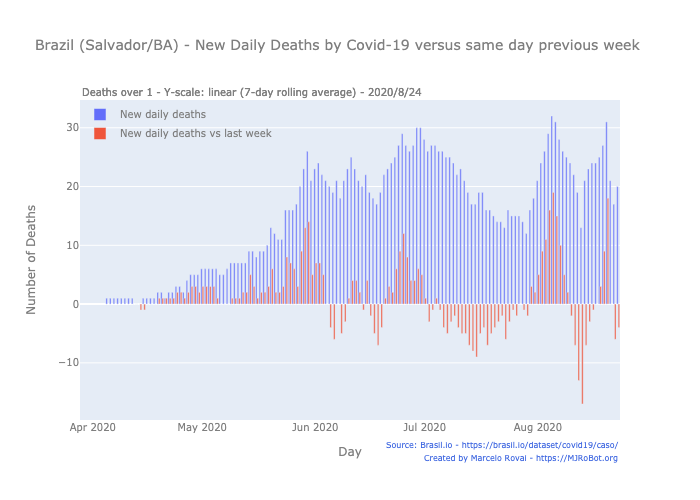 Brazil (Salvador/BA) - New Daily Deaths by Covid-19 versus same day previous week
Deaths over 1 - Y-scale: linear (7-day rolling average) - 2020/8/24
New daily deaths
New daily deaths vs last week
30
20
10
0
−10
Number of Deaths
Apr 2020
May 2020
Jun 2020
Jul 2020
Aug 2020
Day
Source: Brasil.io - https://brasil.io/dataset/covid19/caso/
Created by Marcelo Rovai - https://MJRoBot.org